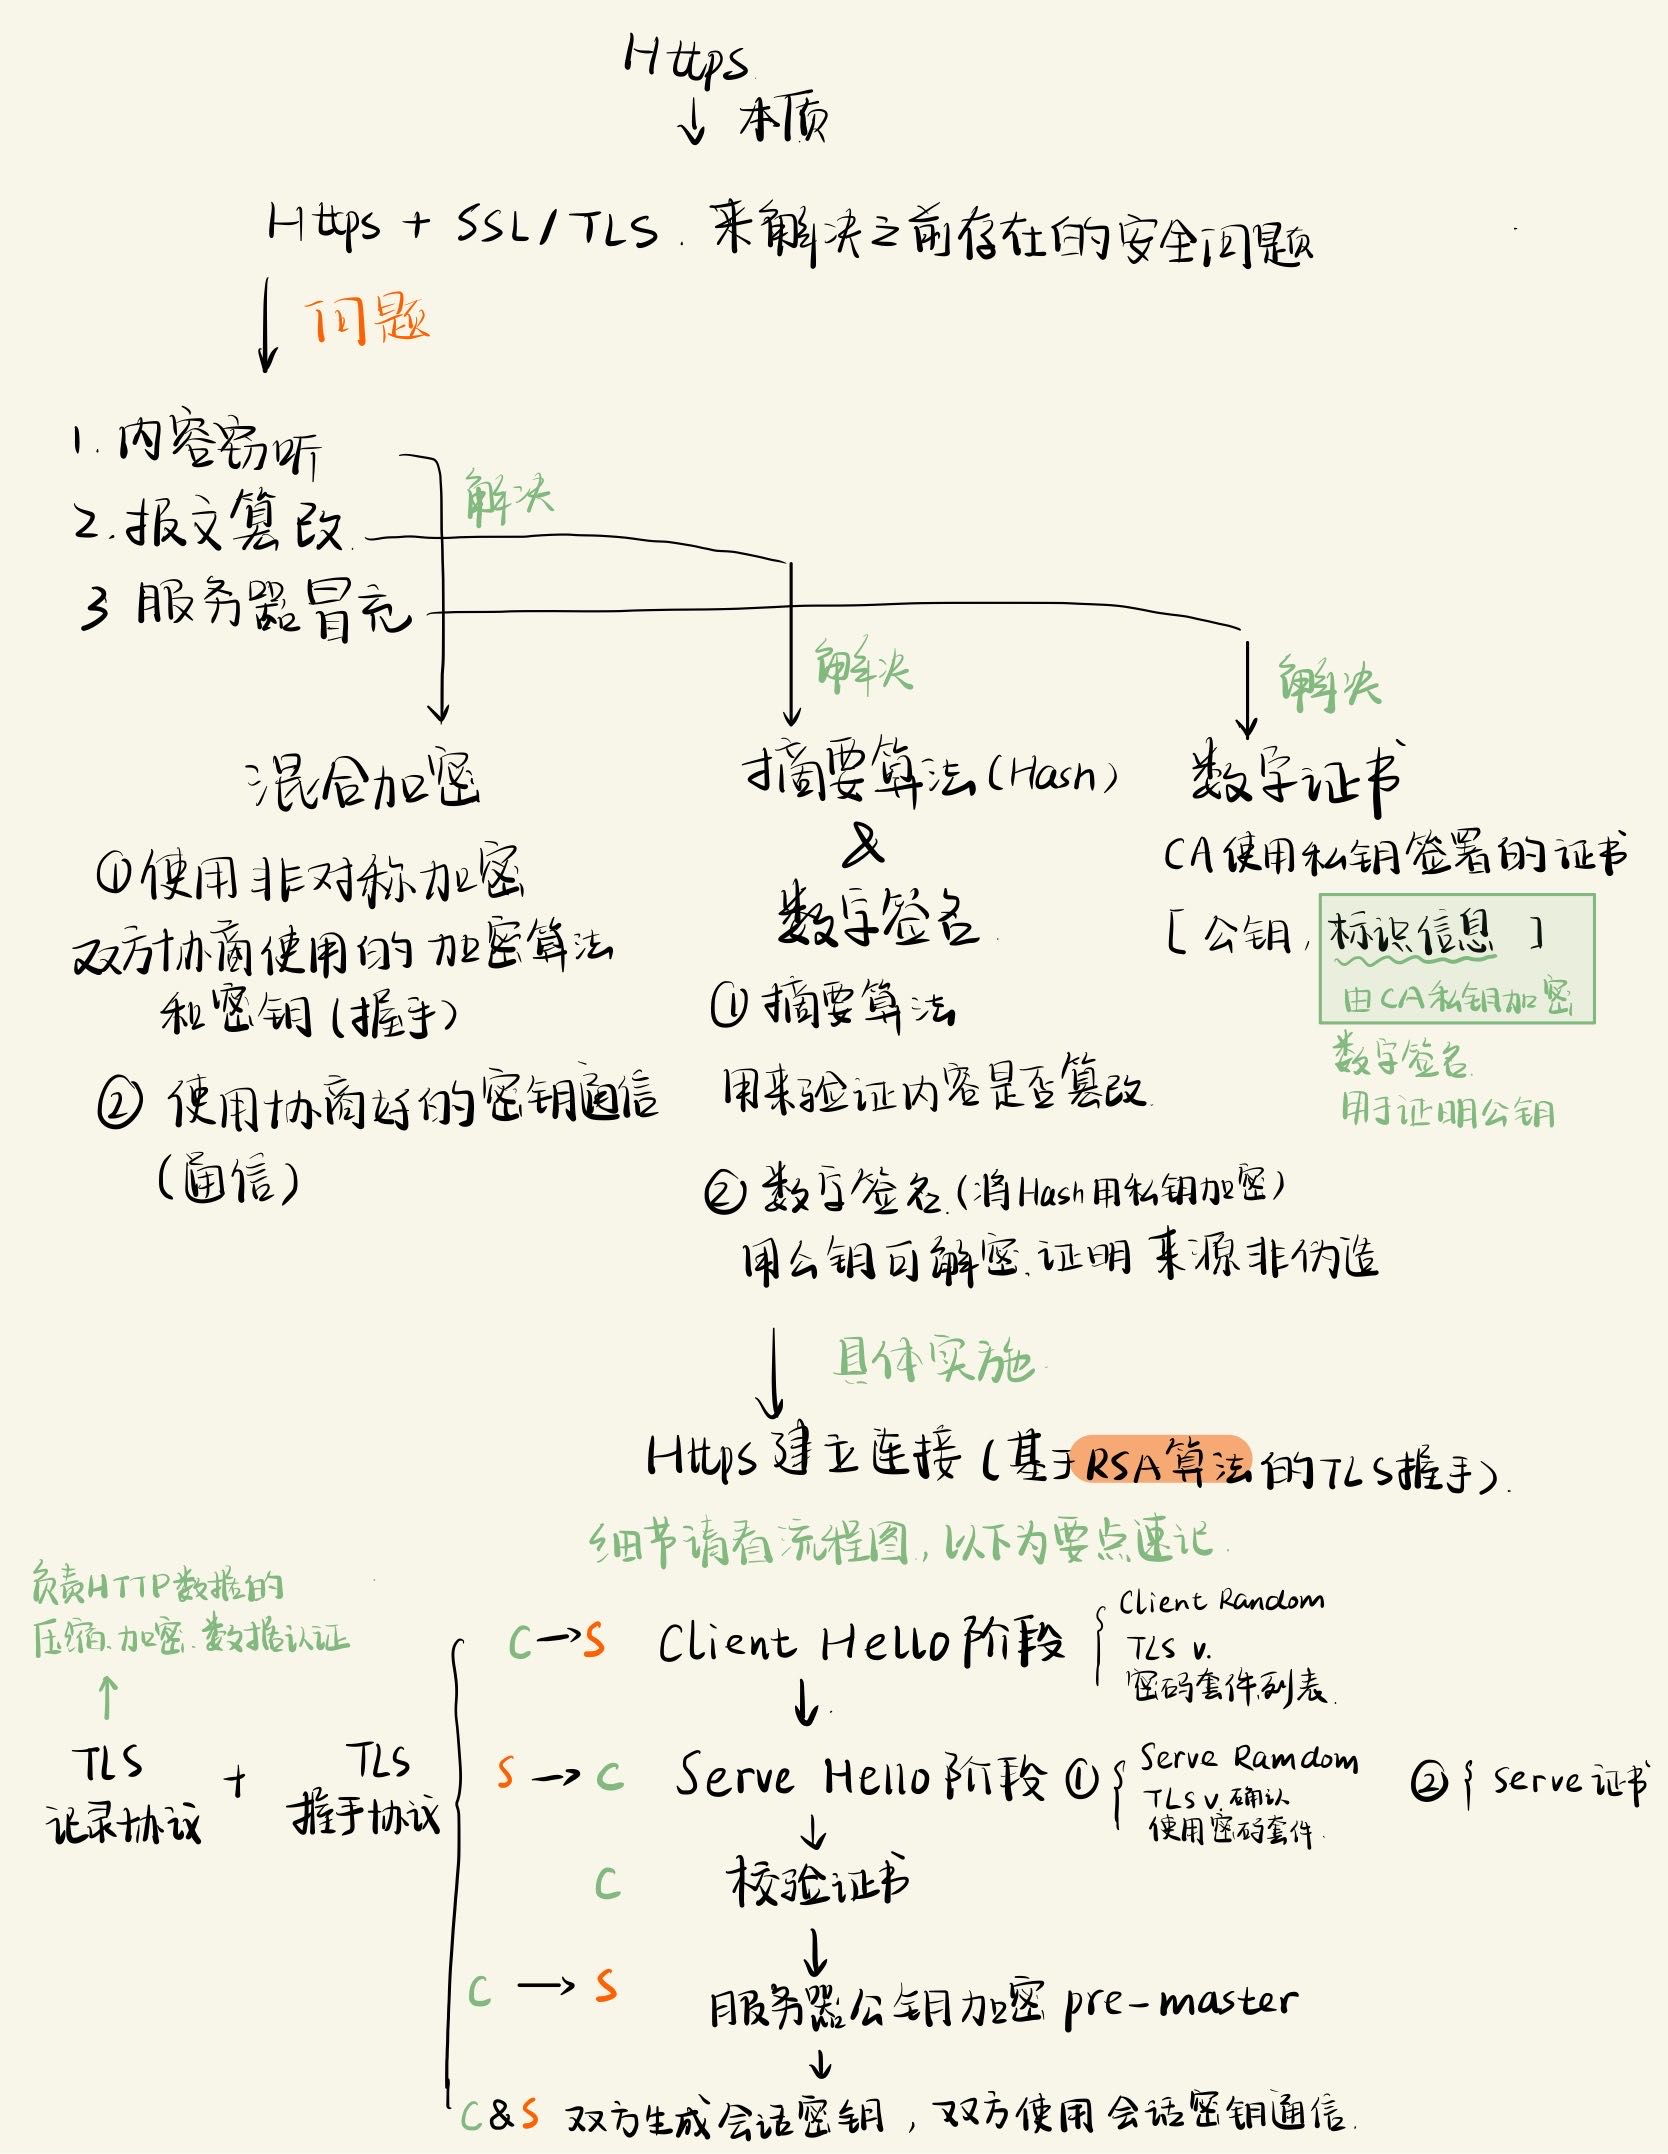 Https
本质
Https + SSL/TLS. 来解决之前存在的安全问题
问题
1. 内容窃听
2. 报文篡改.
3 服务器冒充
解决
解决
解决
混合加密
①使用非对称加密
双方协商使用的加密算法
和密钥(握手)
② 使用协商好的密钥通信
(通信)
摘要算法(Hash)
&
数字签名.
① 摘要算法
用来验证内容是否篡改.
② 数字签名.(将Hash用私钥加密)
用公钥可解密.证明来源非伪造
数字证书
CA使用私钥签署的证书
[公钥, 标识信息 ]
由CA私钥加密
数字签名.
用于证明公钥
具体实施.
Https建立连接(基于RSA算法的TLS握手).
细节请看流程图,以下为要点速记.
负责HTTP数据的
压缩.加密.数据认证
TLS
记录协议
+
TLS
握手协议
C→S Client Hello阶段
Client Random
TLS v.
密码套件列表.
S→C Serve Hello阶段 ①
Serve Ramdom
TLS v.确认
使用密码套件.
② serve证书
C 校验证书
C→S 服务器公钥加密 pre-master
C&S 双方生成会话密钥, 双方使用会话密钥通信.